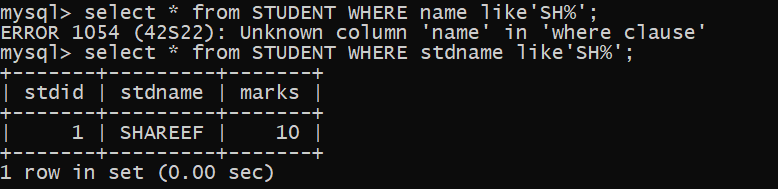 mysql> select * from STUDENT WHERE name like'SH%';
ERROR 1054 (42S22): Unknown column 'name' in 'where clause'
mysql> select * from STUDENT WHERE stdname like'SH%';
+-------+---------+-------+
| stdid | stdname | marks |
+-------+---------+-------+
|     1 | SHAREEF |    10 |
+-------+---------+-------+
1 row in set (0.00 sec)